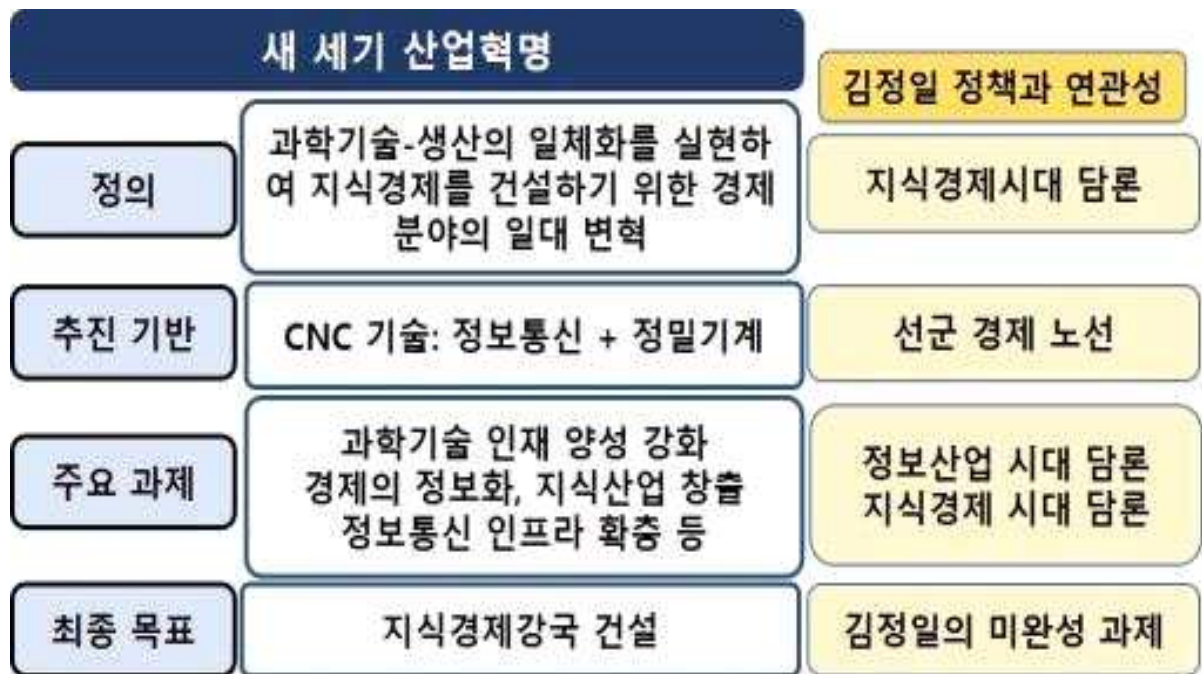 새 세기 산업혁명
김정일 정책과 연관성
정의
과학기술-생산의 일체화를 실현하
여 지식경제를 건설하기 위한 경제
분야의 일대 변혁
지식경제시대 담론
추진 기반
CNC 기술: 정보통신 + 정밀기계
선군 경제 노선
주요 과제
과학기술 인재 양성 강화
경제의 정보화, 지식산업 창출
정보통신 인프라 확충 등
정보산업 시대 담론
지식경제 시대 담론
최종 목표
지식경제강국 건설
김정일의 미완성 과제